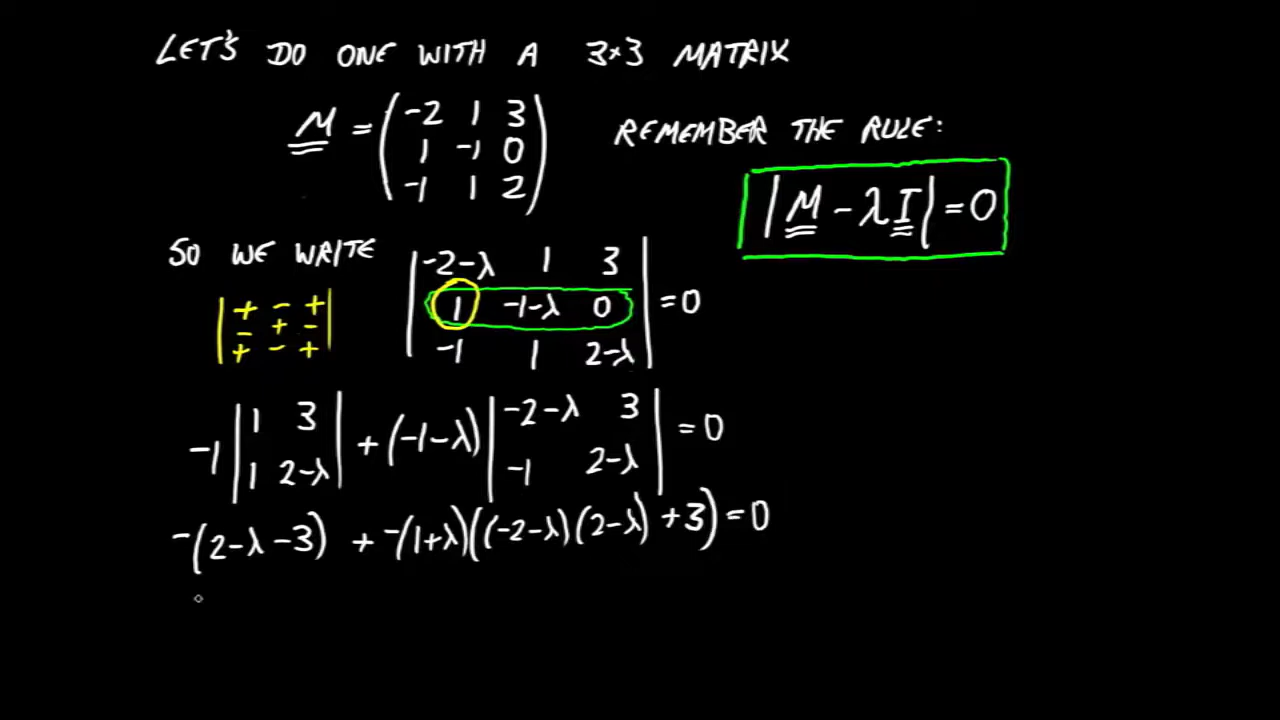 LET'S DO ONE WITH A 3×3 MATRIX
M = (-2 1 3
1 -1 0
-1 1 2)
REMEMBER THE RULE:
|M - λI| = 0
SO WE WRITE
|-2-λ 1 3|
|1 -1-λ 0| = 0
|-1 1 2-λ|
|+ - +|
|- + -|
|+ - +|
-1 |1 3| + (-1-λ) |-2-λ 3| = 0
|1 2-λ| |-1 2-λ|
-(2-λ-3) + -(1+λ)((-2-λ)(2-λ)+3) = 0